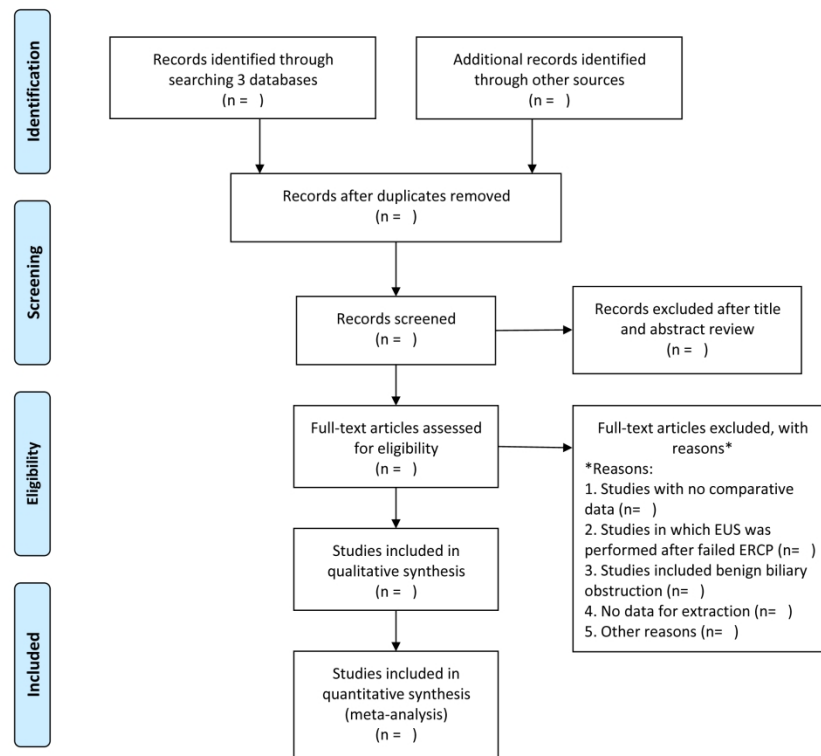 Identification
Records identified through
searching 3 databases
(n =   )
Additional records identified
through other sources
(n =   )
Records after duplicates removed
(n =   )
Screening
Records screened
(n =   )
Records excluded after title
and abstract review
(n =   )
Eligibility
Full-text articles assessed
for eligibility
(n =   )
Full-text articles excluded, with
reasons*
*Reasons:
1. Studies with no comparative
data (n=   )
2. Studies in which EUS was
performed after failed ERCP (n=   )
3. Studies included benign biliary
obstruction (n=   )
4. No data for extraction (n=   )
5. Other reasons (n=   )
Studies included in
qualitative synthesis
(n =   )
Included
Studies included in
quantitative synthesis
(meta-analysis)
(n =   )